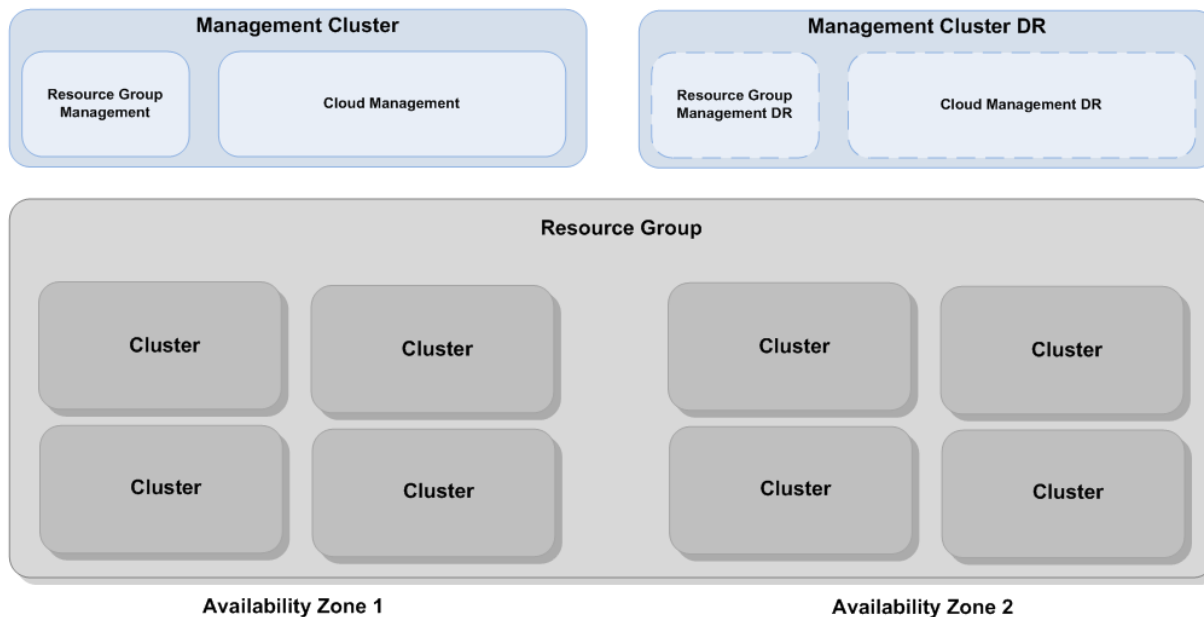 Management Cluster
Resource Group
Management
Cloud Management
Management Cluster DR
Resource Group
Management DR
Cloud Management DR
Resource Group
Cluster
Cluster
Cluster
Cluster
Cluster
Cluster
Cluster
Cluster
Availability Zone 1
Availability Zone 2